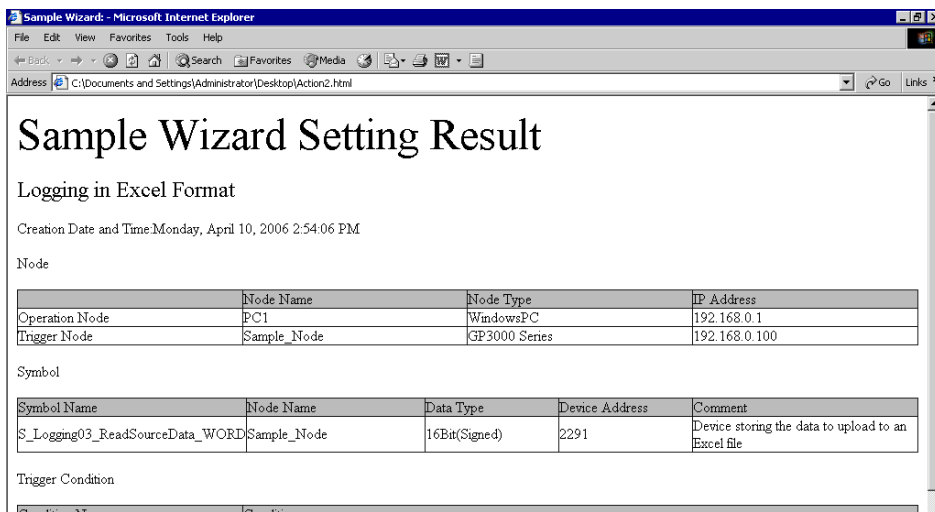 Sample Wizard: - Microsoft Internet Explorer
File Edit View Favorites Tools Help
Back Search Favorites Media
Address C:\Documents and Settings\Administrator\Desktop\Action2.html Go Links
Sample Wizard Setting Result
Logging in Excel Format
Creation Date and Time:Monday, April 10, 2006 2:54:06 PM
Node
Node Name Node Type IP Address
Operation Node PC1 WindowsPC 192.168.0.1
Trigger Node Sample_Node GP3000 Series 192.168.0.100
Symbol
Symbol Name Node Name Data Type Device Address Comment
S_Logging03_ReadSourceData_WORD Sample_Node 16Bit(Signed) 2291 Device storing the data to upload to an
Excel file
Trigger Condition